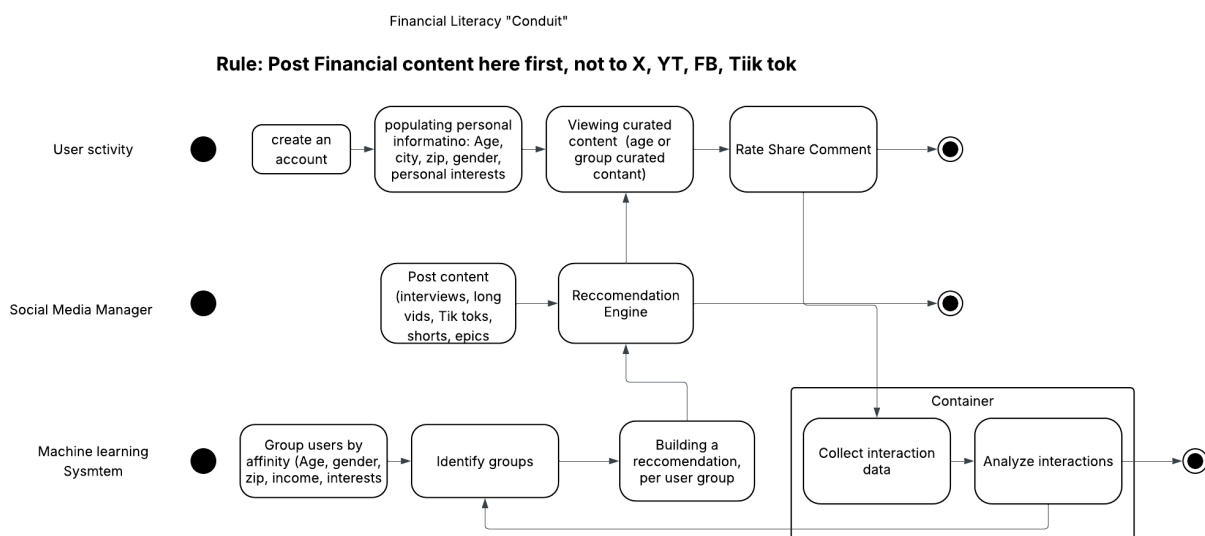 Financial Literacy "Conduit"
Rule: Post Financial content here first, not to X, YT, FB, Tiik tok
User sctivity
create an
account
populating personal
informatino: Age,
city, zip, gender,
personal interests
Viewing curated
content (age or
group curated
contant)
Rate Share Comment
Social Media Manager
Post content
(interviews, long
vids, Tik toks,
shorts, epics
Reccomendation
Engine
Machine learning
Sysmtem
Group users by
affinity (Age, gender,
zip, income, interests
Identify groups
Building a
reccomendation,
per user group
Container
Collect interaction
data
Analyze interactions